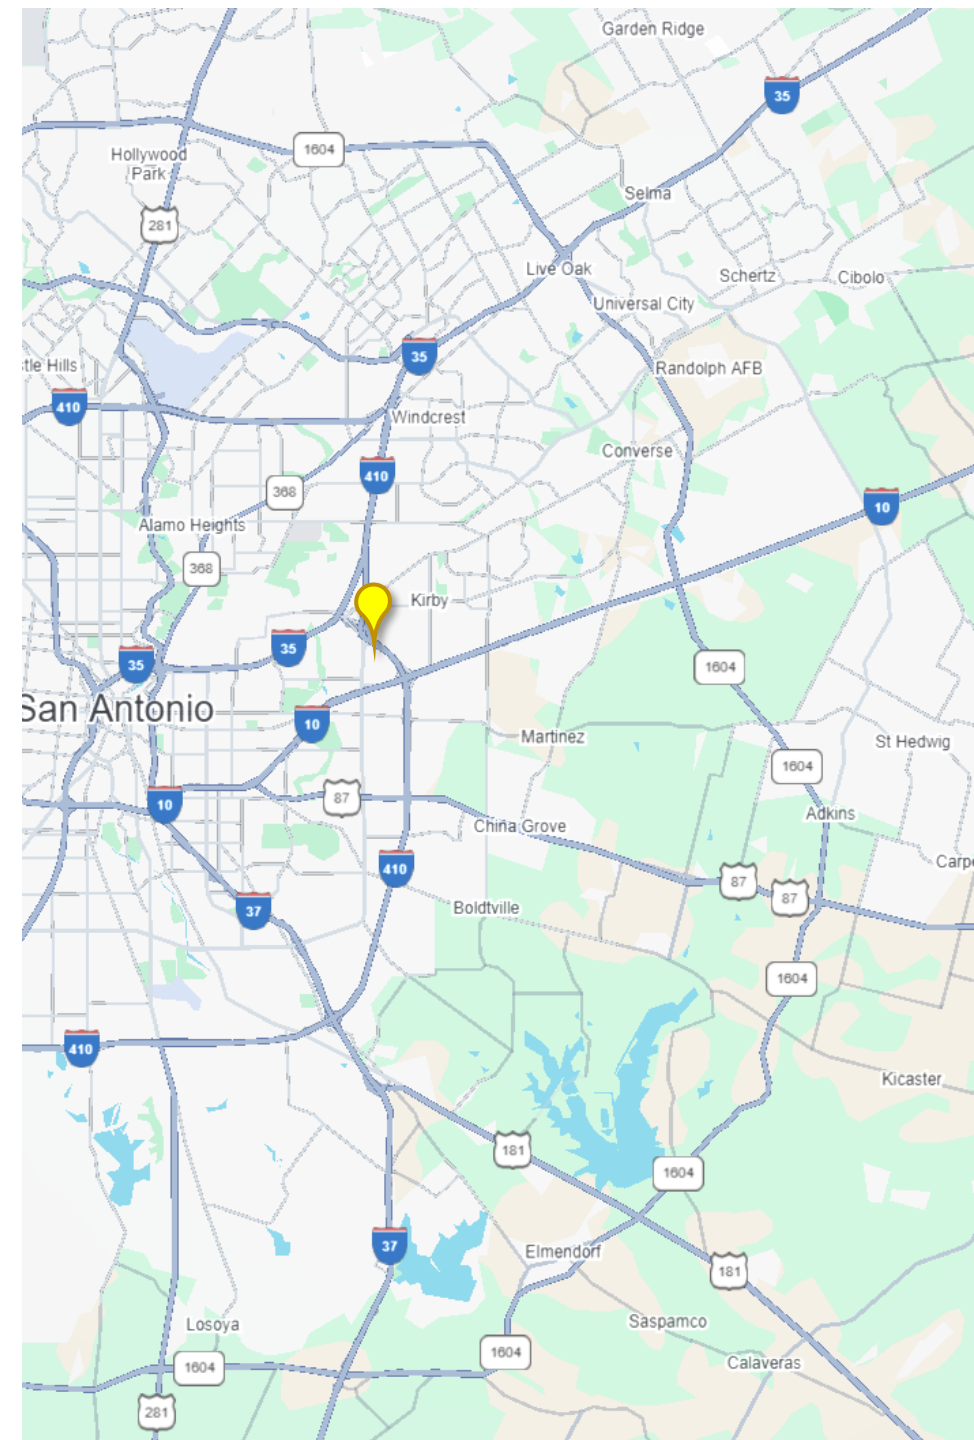 Garden Ridge
35
1604
Hollywood
Park
Selma
281
Live Oak
Schertz
Cibolo
Universal City
35
tle Hills
Randolph AFB
410
Windcrest
Converse
410
368
10
Alamo Heights
368
Kirby
35
35
1604
San Antonio
10
Martinez
St Hedwig
1604
87
10
Adkins
China Grove
Carpe
410
87
87
37
Boldtville
1604
410
Kicaster
181
1604
37
Elmendorf
181
Losoya
Saspamco
1604
Calaveras
1604
281